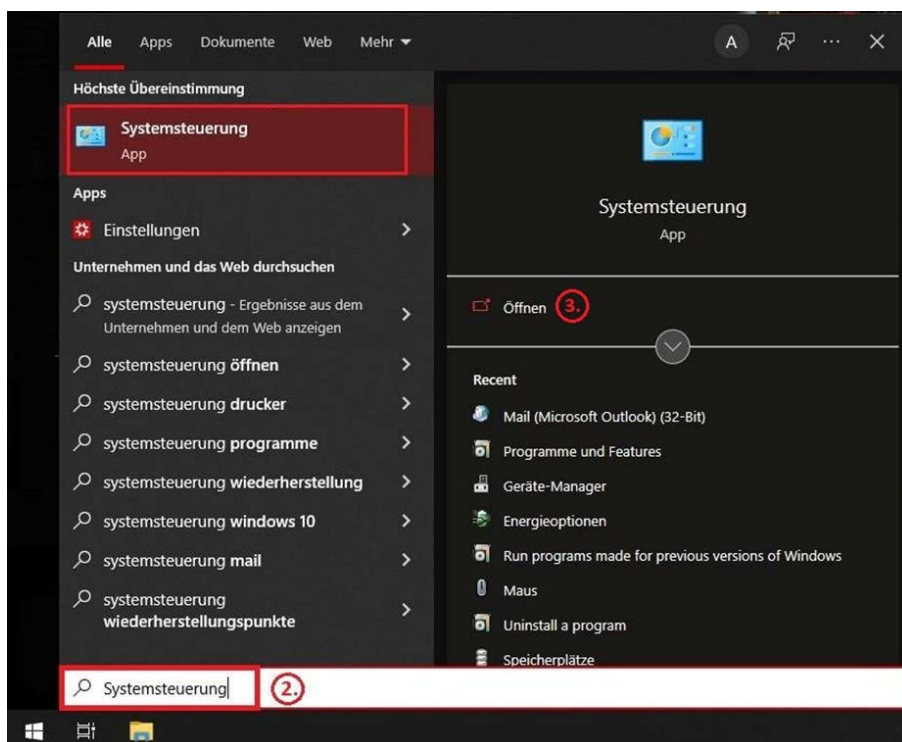 Alle Apps Dokumente Web Mehr
A
Höchste Übereinstimmung
Systemsteuerung
App
Apps
Einstellungen
Unternehmen und das Web durchsuchen
systemsteuerung - Ergebnisse aus dem
Unternehmen und dem Web anzeigen
systemsteuerung öffnen
systemsteuerung drucker
systemsteuerung programme
systemsteuerung wiederherstellung
systemsteuerung windows 10
systemsteuerung mail
systemsteuerung
wiederherstellungspunkte
Systemsteuerung
2.)
Systemsteuerung
App
Öffnen
3.
Recent
Mail (Microsoft Outlook) (32-Bit)
Programme und Features
Geräte-Manager
Energieoptionen
Run programs made for previous versions of Windows
Maus
Uninstall a program
Speicherplätze